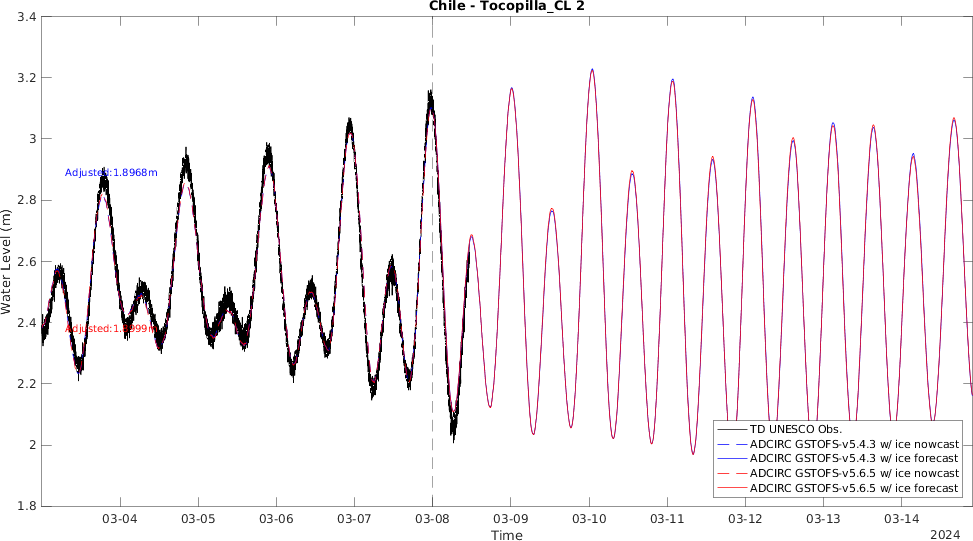 Chile - Tocopilla_CL 2
3.4
3.2
3
2.8
2.6
2.4
2.2
2
1.8
Water Level (m)
Adjusted:1.8968m
Adjusted:1.8999m
TD UNESCO Obs.
ADCIRC GSTOFS-v5.4.3 w/ ice nowcast
ADCIRC GSTOFS-v5.4.3 w/ ice forecast
ADCIRC GSTOFS-v5.6.5 w/ ice nowcast
ADCIRC GSTOFS-v5.6.5 w/ ice forecast
03-04 03-05 03-06 03-07 03-08 03-09 03-10 03-11 03-12 03-13 03-14
Time
2024